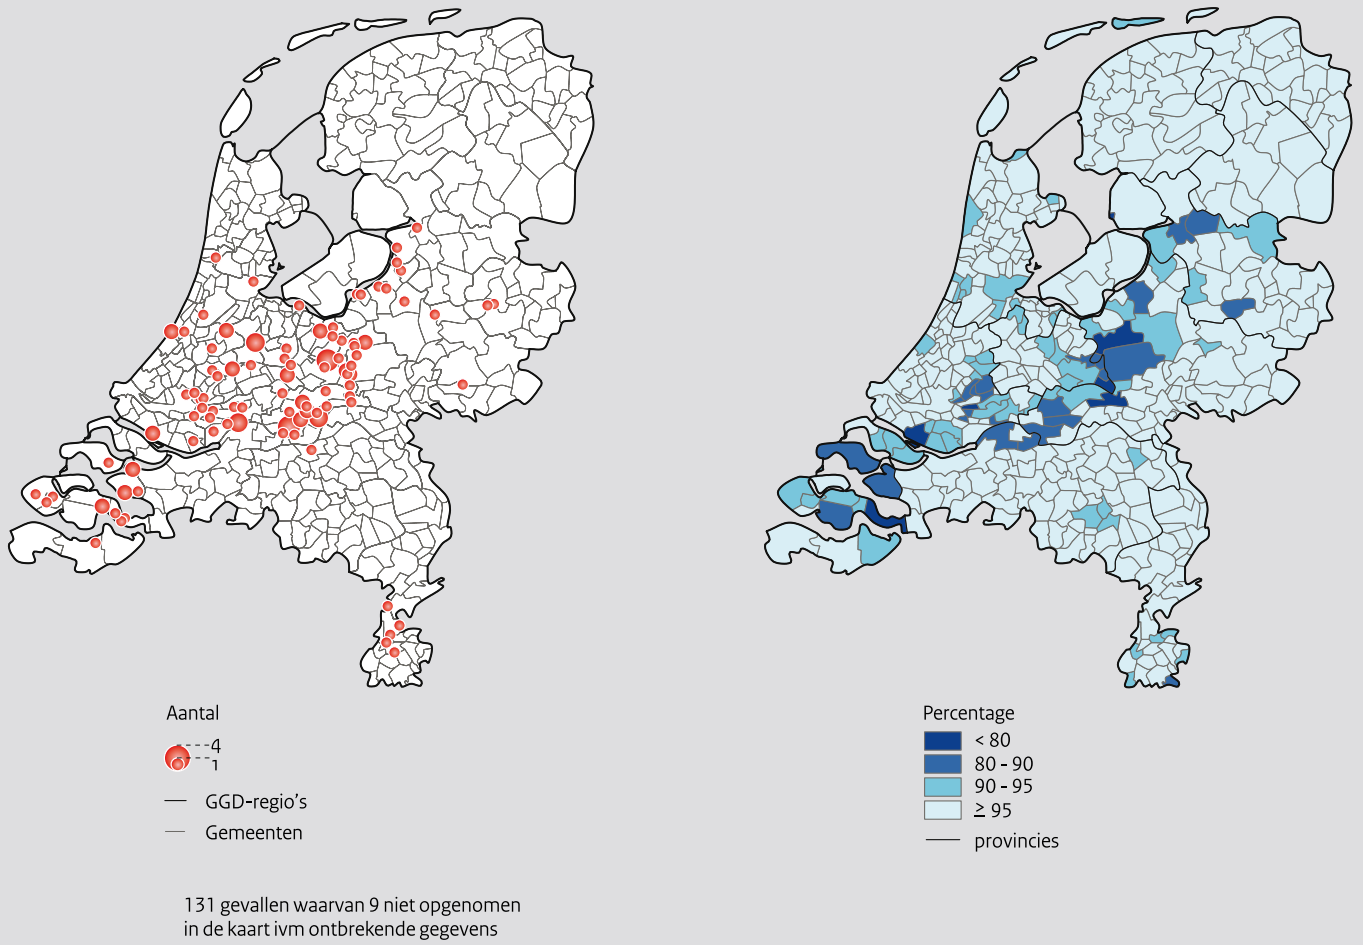 Aantal
4
1
GGD-regio's
Gemeenten
131 gevallen waarvan 9 niet opgenomen
in de kaart ivm ontbrekende gegevens
Percentage
< 80
80 - 90
90 - 95
≥ 95
provincies